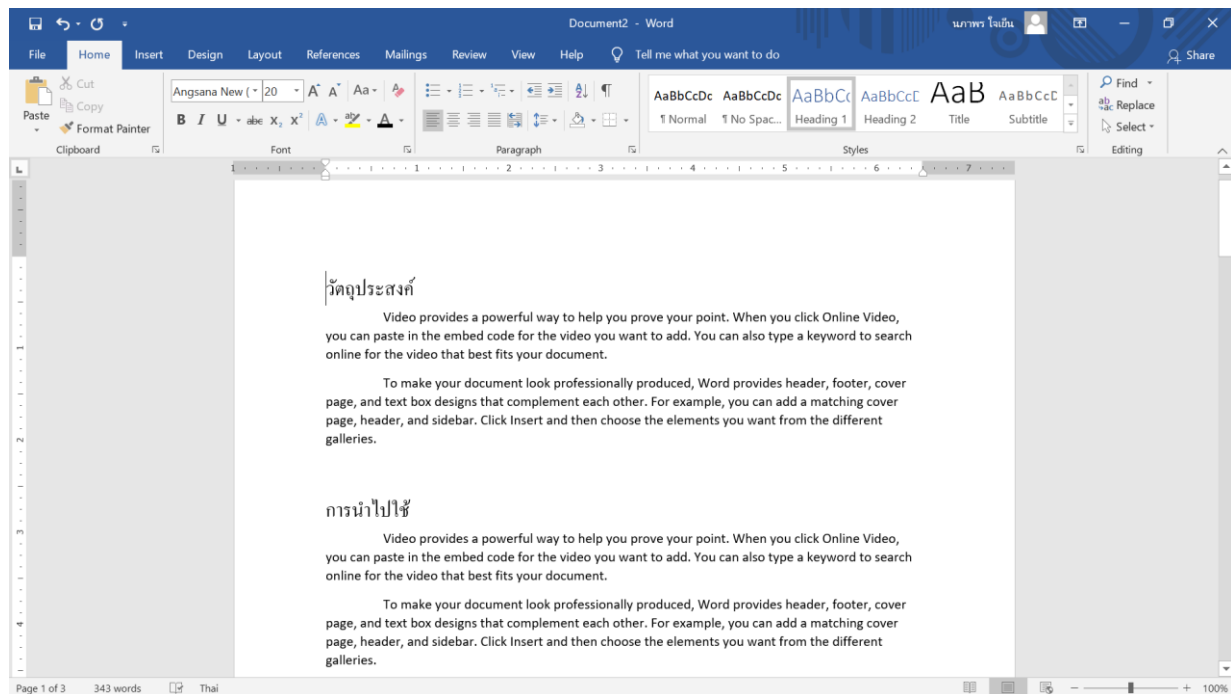 Document2 - Word
นภาพร ใจเย็น
File Home Insert Design Layout References Mailings Review View Help Tell me what you want to do Share
Paste
Cut
Copy
Format Painter
Clipboard
Angsana New ( 20
Font
Paragraph
AaBbCcDc AaBbCcDc AaBbCc AaBbCcD AaB AaBbCcD
¶ Normal ¶ No Spac... Heading 1 Heading 2 Title Subtitle
Styles
Find
Replace
Select
Editing
วัตถุประสงค์
Video provides a powerful way to help you prove your point. When you click Online Video,
you can paste in the embed code for the video you want to add. You can also type a keyword to search
online for the video that best fits your document.
To make your document look professionally produced, Word provides header, footer, cover
page, and text box designs that complement each other. For example, you can add a matching cover
page, header, and sidebar. Click Insert and then choose the elements you want from the different
galleries.
การนำไปใช้
Video provides a powerful way to help you prove your point. When you click Online Video,
you can paste in the embed code for the video you want to add. You can also type a keyword to search
online for the video that best fits your document.
To make your document look professionally produced, Word provides header, footer, cover
page, and text box designs that complement each other. For example, you can add a matching cover
page, header, and sidebar. Click Insert and then choose the elements you want from the different
galleries.
Page 1 of 3 343 words Thai 100%